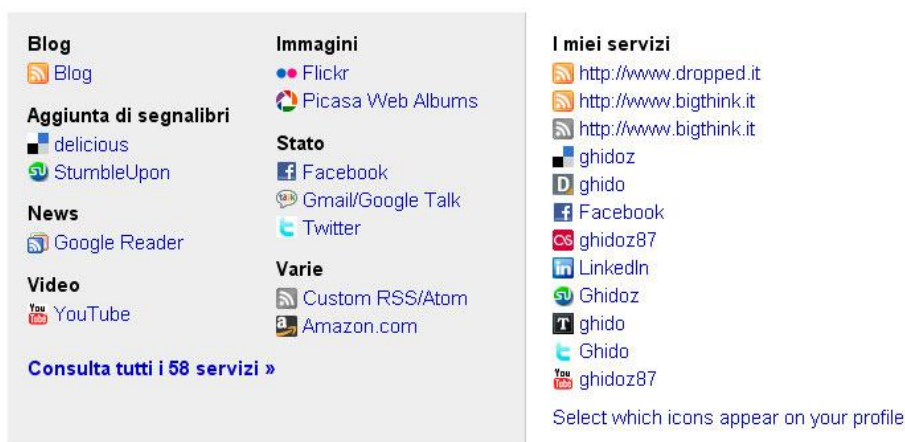 Blog
Blog
Aggiunta di segnalibri
delicious
StumbleUpon
News
Google Reader
Video
YouTube
Immagini
Flickr
Picasa Web Albums
Stato
Facebook
Gmail/Google Talk
Twitter
Varie
Custom RSS/Atom
Amazon.com
Consulta tutti i 58 servizi »
I miei servizi
http://www.dropped.it
http://www.bigthink.it
http://www.bigthink.it
ghidoz
ghido
Facebook
ghidoz87
LinkedIn
Ghidoz
ghido
Ghido
ghidoz87
Select which icons appear on your profile